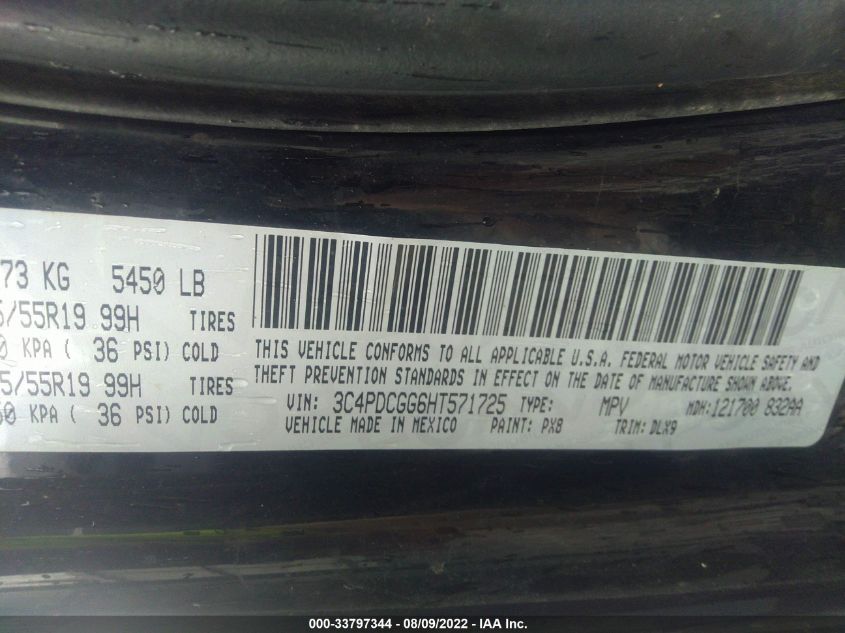 73 KG 5450 LB
/55R19 99H TIRES
0 KPA ( 36 PSI) COLD
5/55R19 99H TIRES
60 KPA ( 36 PSI) COLD
THIS VEHICLE CONFORMS TO ALL APPLICABLE U.S.A. FEDERAL MOTOR VEHICLE SAFETY AND
THEFT PREVENTION STANDARDS IN EFFECT ON THE DATE OF MANUFACTURE SHOWN ABOVE.
VIN: 3C4PDCGG6HT571725 TYPE: MPV MDH:121700 832AA
VEHICLE MADE IN MEXICO PAINT: PX8 TRIM: DLX9
000-33797344 | 08/09/2022 - IAA Inc.